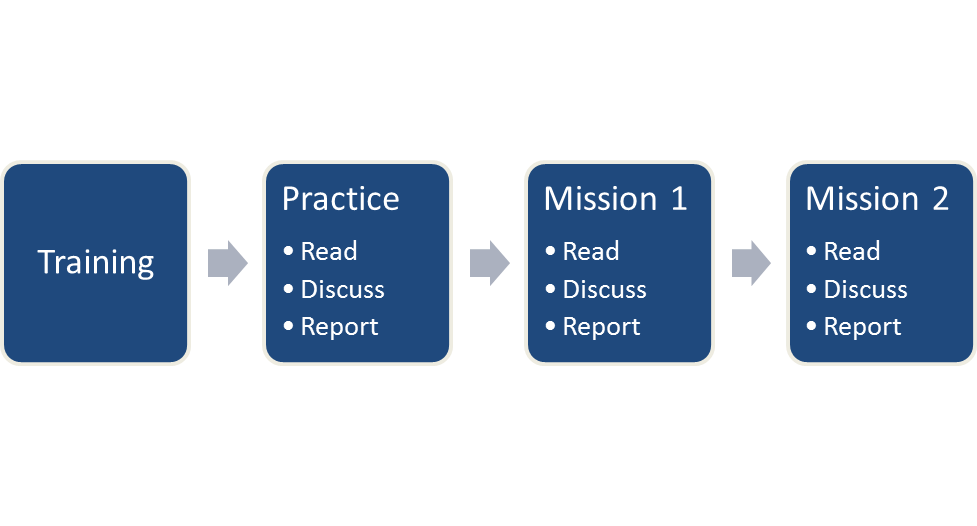 Training
Practice
• Read
• Discuss
• Report
Mission 1
• Read
• Discuss
• Report
Mission 2
• Read
• Discuss
• Report